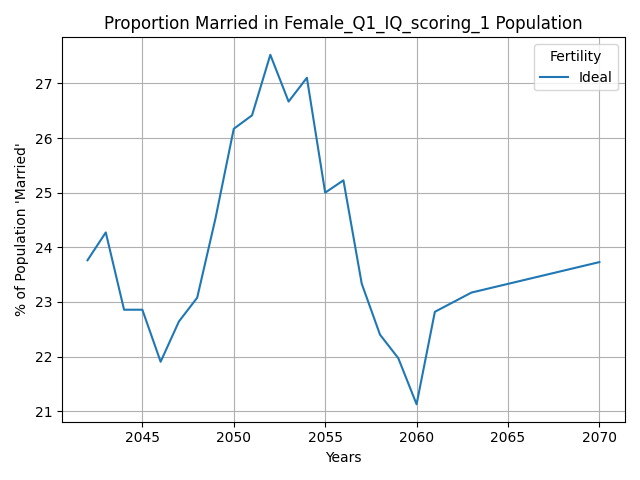 Proportion Married in Female_Q1_IQ_scoring_1 Population
Fertility
Ideal
% of Population 'Married'
27
26
25
24
23
22
21
2045 2050 2055 2060 2065 2070
Years